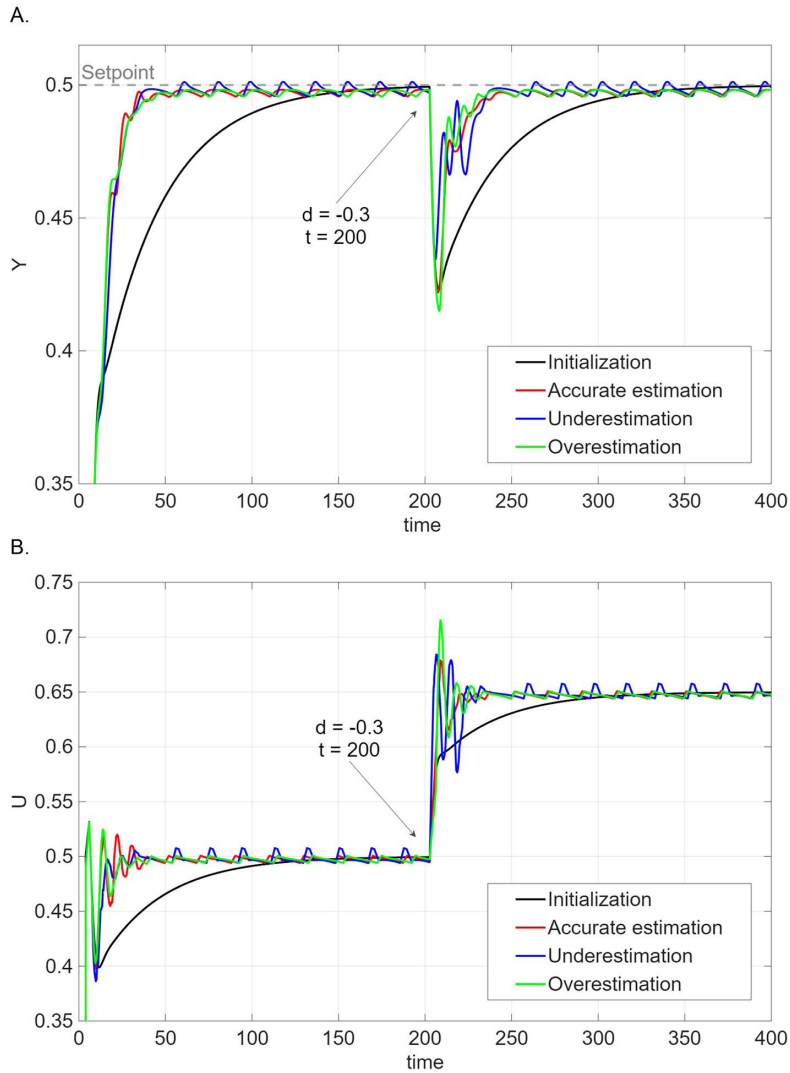 A.
Setpoint
0.5
0.45
0.4
0.35
Y
d = -0.3
t = 200
Initialization
Accurate estimation
Underestimation
Overestimation
0 50 100 150 200 250 300 350 400
time
B.
0.75
0.7
0.65
0.6
0.55
0.5
0.45
0.4
0.35
U
d = -0.3
t = 200
Initialization
Accurate estimation
Underestimation
Overestimation
0 50 100 150 200 250 300 350 400
time